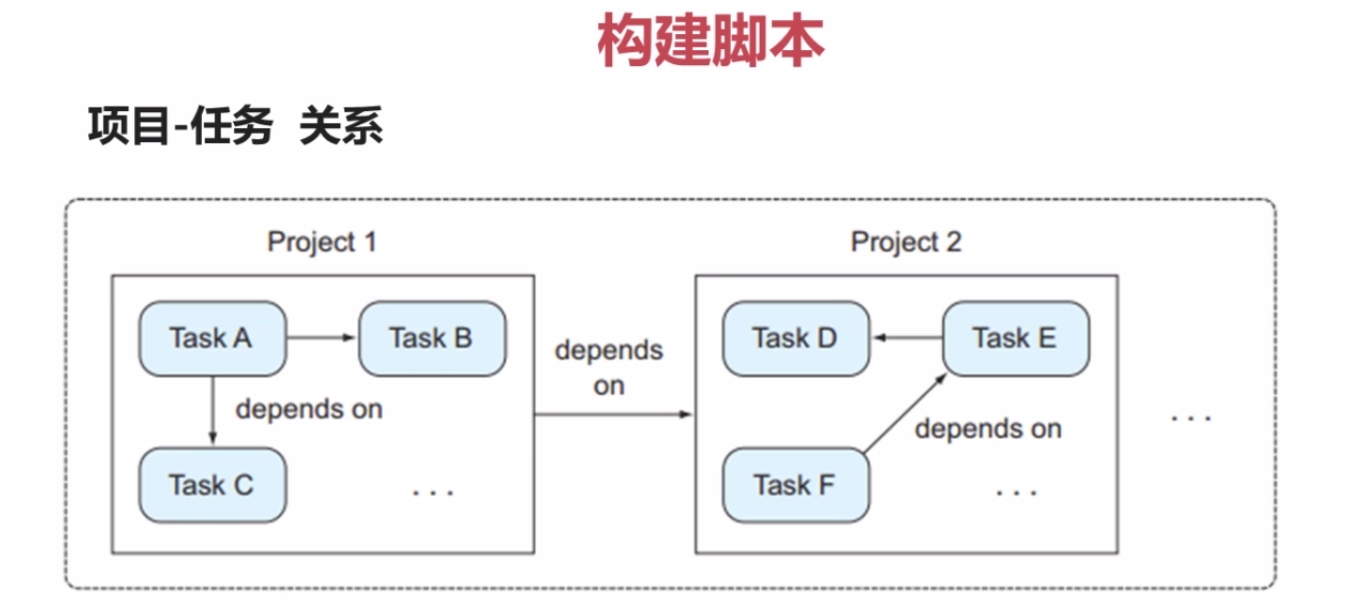 构建脚本
项目-任务 关系
Project 1
Project 2
Task A
Task B
depends on
Task C
. . .
depends
on
Task D
Task E
depends on
Task F
. . .
. . .